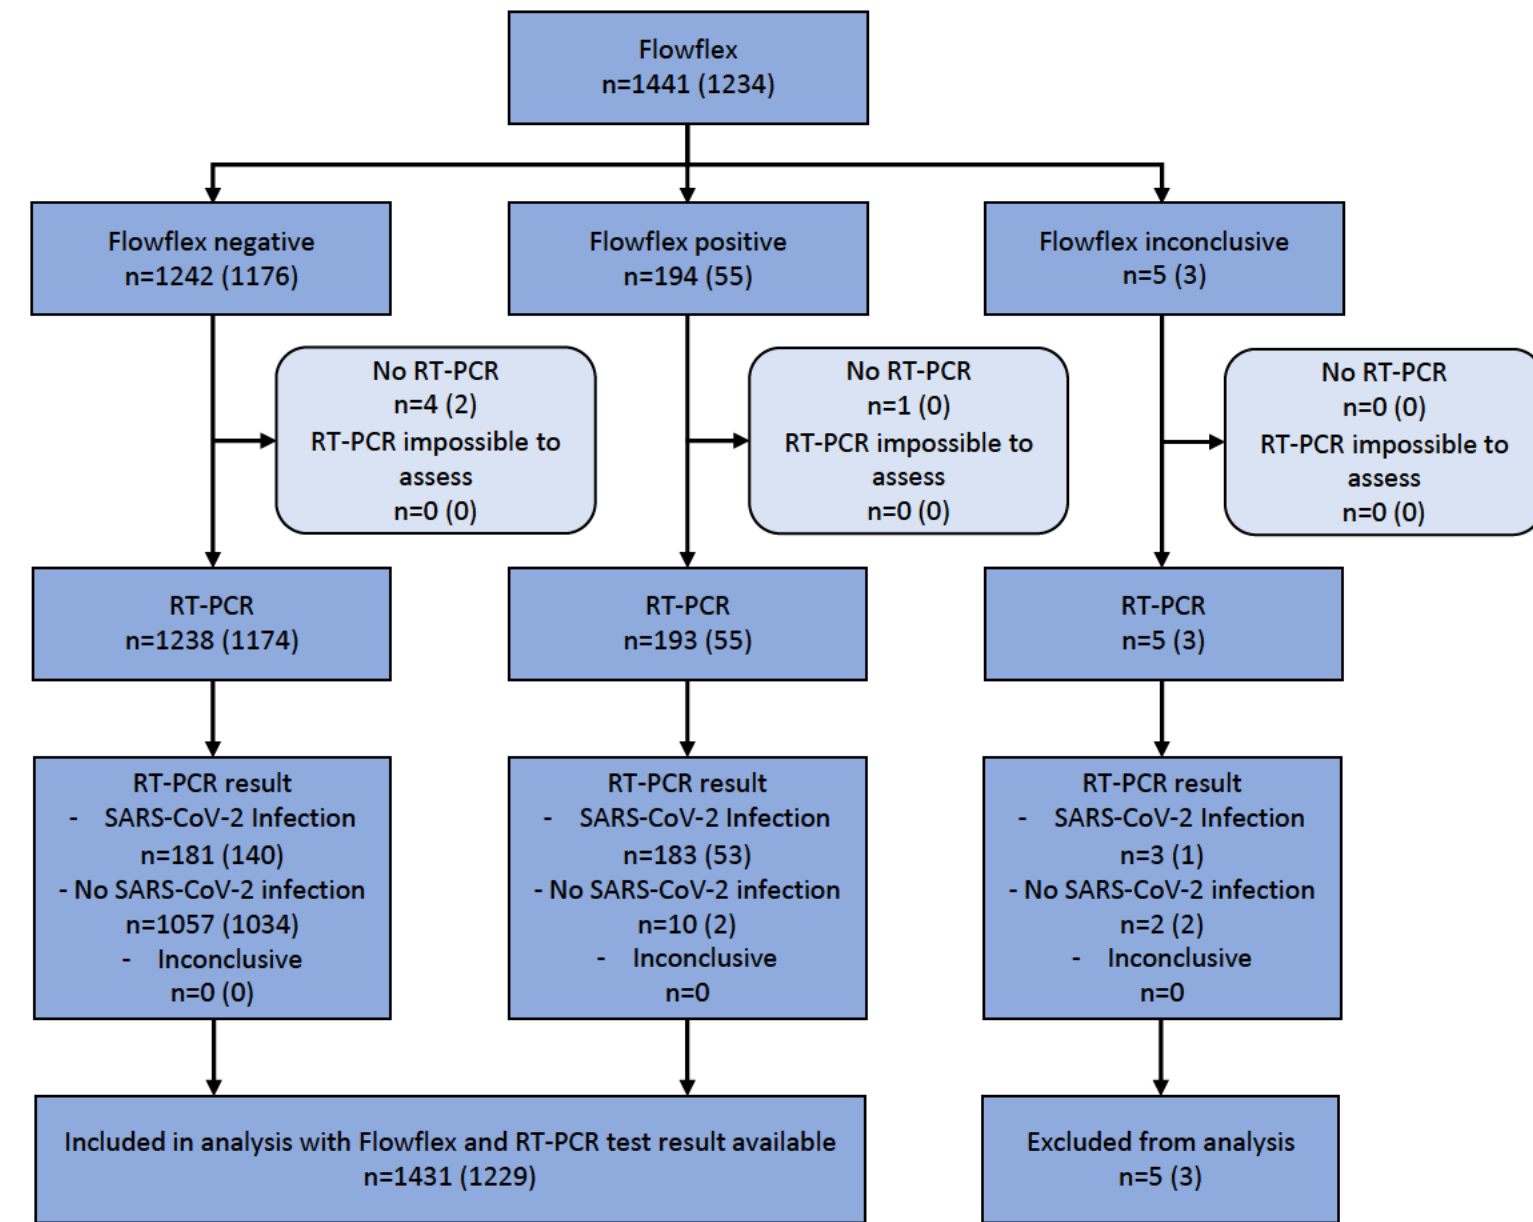 Flowflex
n=1441 (1234)
Flowflex negative
n=1242 (1176)
Flowflex positive
n=194 (55)
Flowflex inconclusive
n=5 (3)
No RT-PCR
n=4 (2)
RT-PCR impossible to
assess
n=0 (0)
No RT-PCR
n=1 (0)
RT-PCR impossible to
assess
n=0 (0)
No RT-PCR
n=0 (0)
RT-PCR impossible to
assess
n=0 (0)
RT-PCR
n=1238 (1174)
RT-PCR
n=193 (55)
RT-PCR
n=5 (3)
RT-PCR result
- SARS-CoV-2 Infection
n=181 (140)
- No SARS-CoV-2 infection
n=1057 (1034)
- Inconclusive
n=0 (0)
RT-PCR result
- SARS-CoV-2 Infection
n=183 (53)
- No SARS-CoV-2 infection
n=10 (2)
- Inconclusive
n=0
RT-PCR result
- SARS-CoV-2 Infection
n=3 (1)
- No SARS-CoV-2 infection
n=2 (2)
- Inconclusive
n=0
Included in analysis with Flowflex and RT-PCR test result available
n=1431 (1229)
Excluded from analysis
n=5 (3)